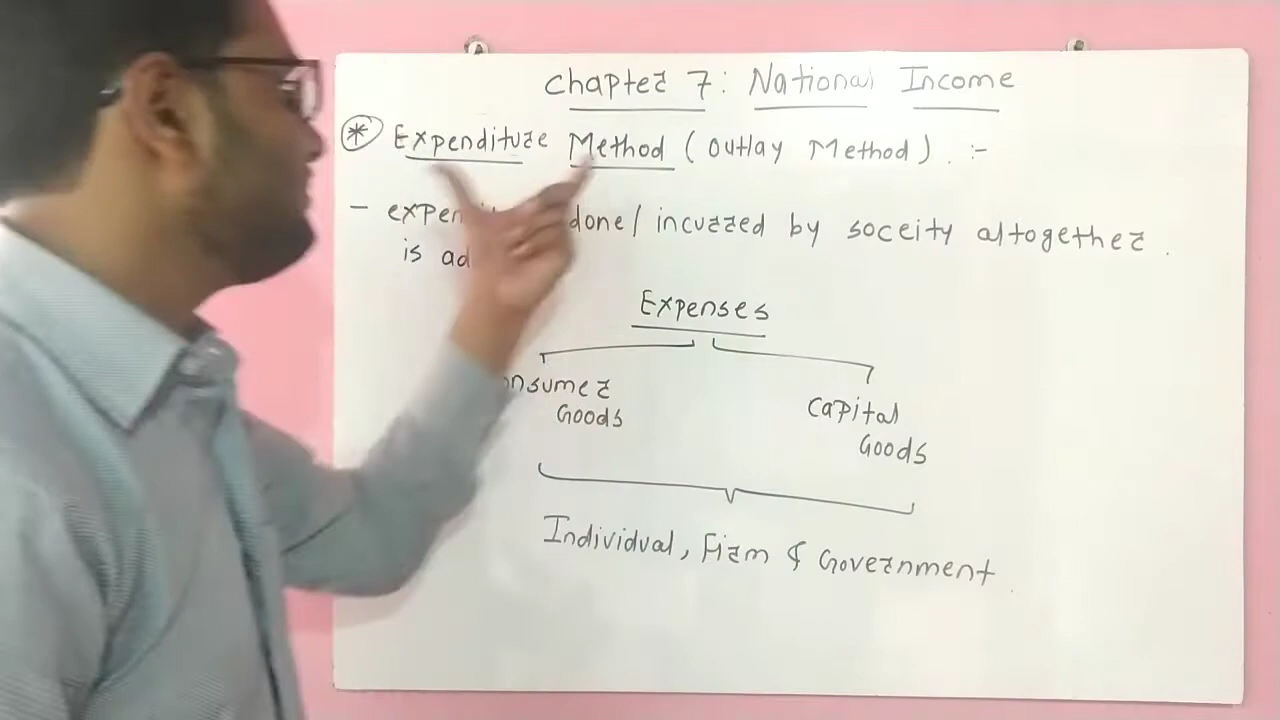 Chapter 7: National Income
* Expenditure Method (Outlay Method). :-
- done/ incurred by soceity altogether.
is
Expenses
Goods
Capital
Goods
Individual, Firm & Government